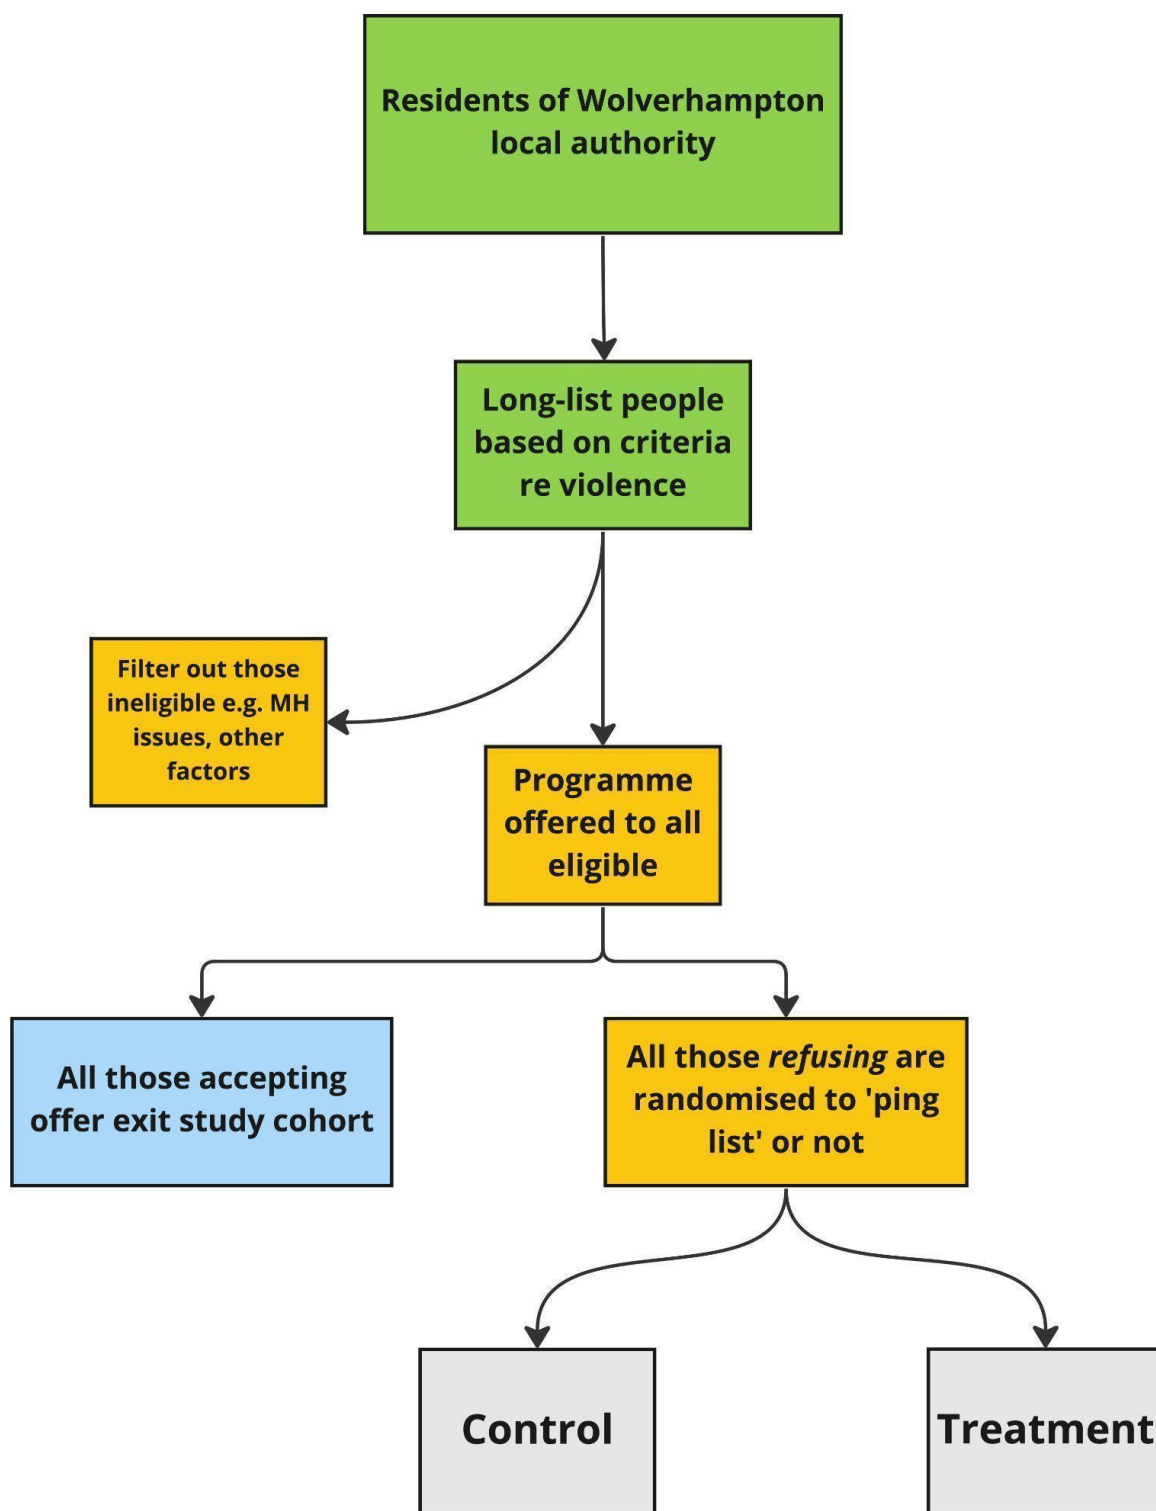 Residents of Wolverhampton
local authority
Long-list people
based on criteria
re violence
Filter out those
ineligible e.g. MH
issues, other
factors
Programme
offered to all
eligible
All those accepting
offer exit study cohort
All those refusing are
randomised to 'ping
list' or not
Control
Treatment